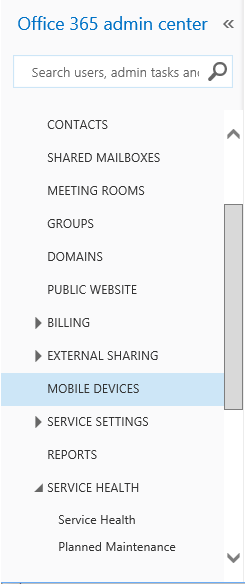 Office 365 admin center «
Search users, admin tasks an
CONTACTS
SHARED MAILBOXES
MEETING ROOMS
GROUPS
DOMAINS
PUBLIC WEBSITE
BILLING
EXTERNAL SHARING
MOBILE DEVICES
SERVICE SETTINGS
REPORTS
SERVICE HEALTH
Service Health
Planned Maintenance